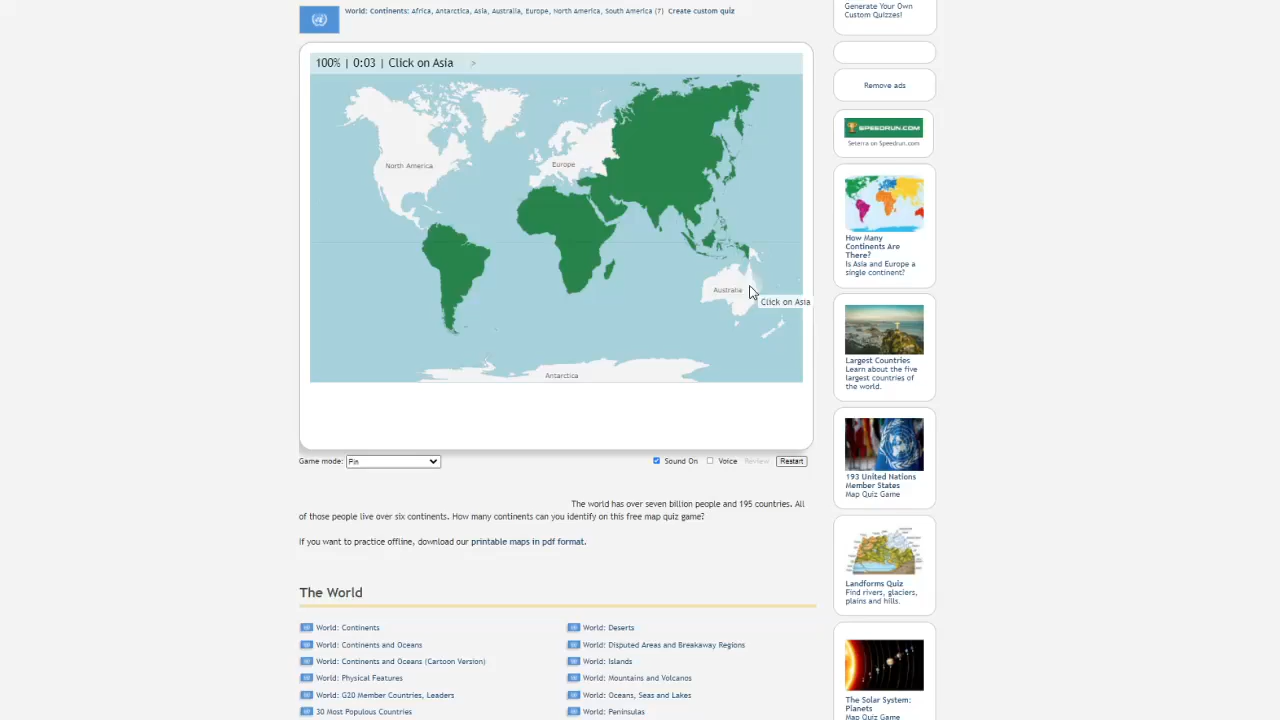 World: Continents: Africa, Antarctica, Asia, Australia, Europe, North America, South America (7) Create custom quiz
100% | 0:03 | Click on Asia >
North America
Europe
Australia
Click on Asia
Antarctica
Game mode: Pin
Sound On Voice Review Restart
The world has over seven billion people and 195 countries. All
of those people live over six continents. How many continents can you identify on this free map quiz game?
If you want to practice offline, download our printable maps in pdf format.
The World
World: Continents
World: Continents and Oceans
World: Continents and Oceans (Cartoon Version)
World: Physical Features
World: G20 Member Countries, Leaders
30 Most Populous Countries
World: Deserts
World: Disputed Areas and Breakaway Regions
World: Islands
World: Mountains and Volcanos
World: Oceans, Seas and Lakes
World: Peninsulas
Generate Your Own
Custom Quizzes!
Remove ads
SPEEDRUN.COM
Seterra on Speedrun.com
How Many
Continents Are
There?
Is Asia and Europe a
single continent?
Largest Countries
Learn about the five
largest countries of
the world.
193 United Nations
Member States
Map Quiz Game
Landforms Quiz
Find rivers, glaciers,
plains and hills.
The Solar System:
Planets
Map Quiz Game